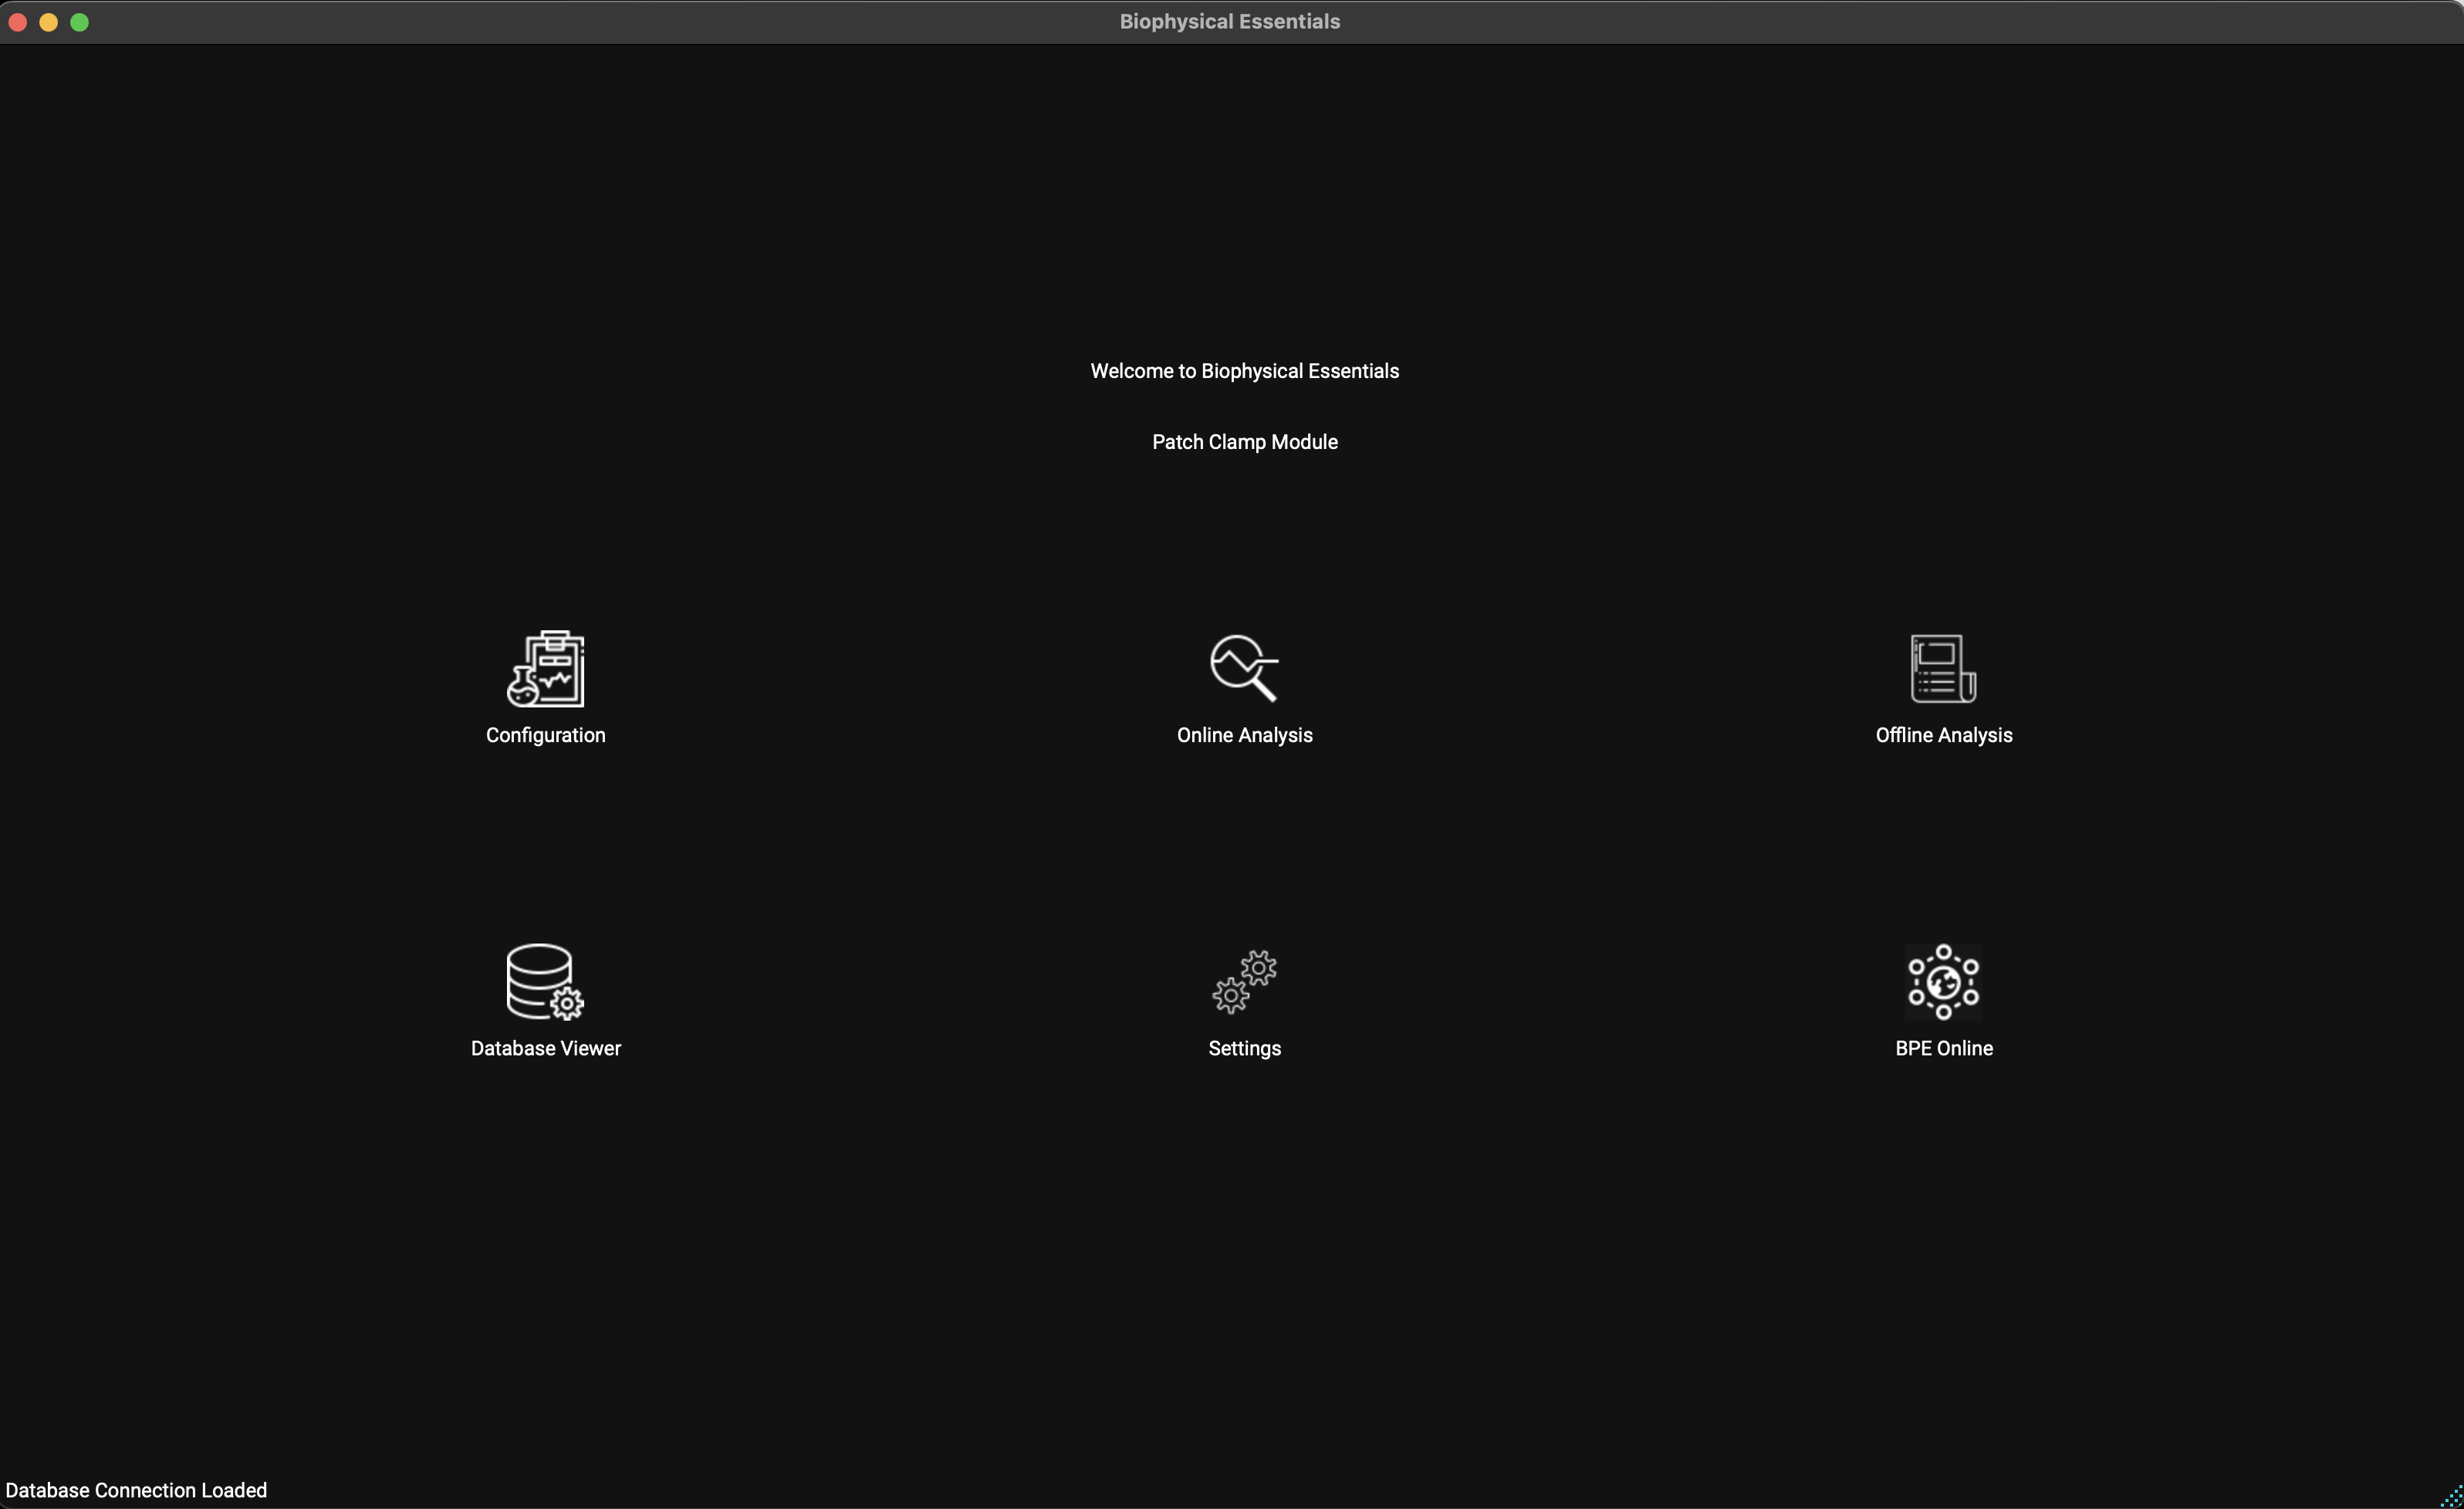 Biophysical Essentials
Welcome to Biophysical Essentials
Patch Clamp Module
Configuration
Online Analysis
Offline Analysis
Database Viewer
Settings
BPE Online
Database Connection Loaded